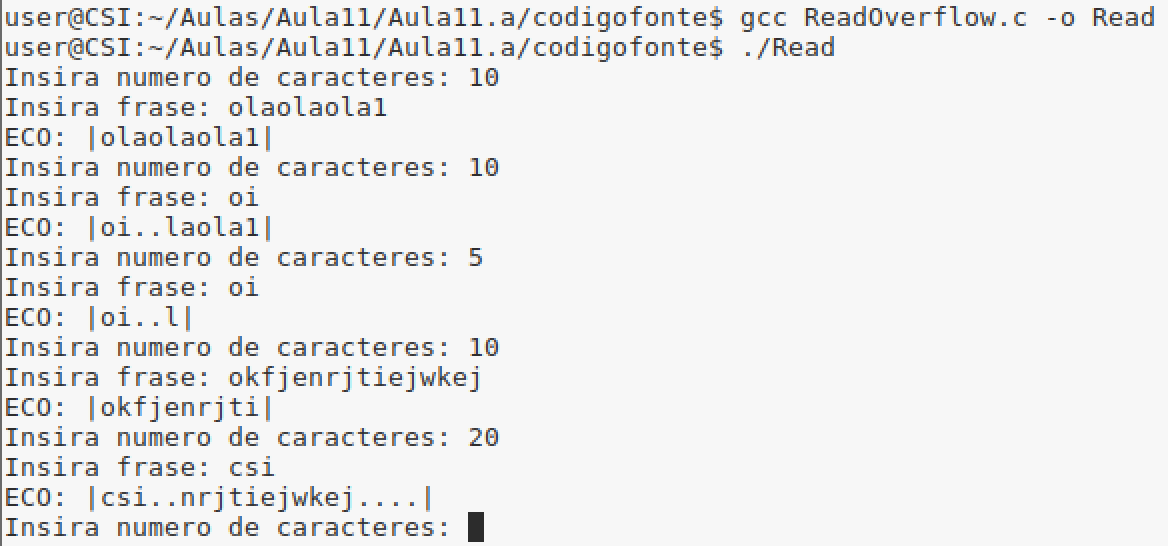 user@CSI:~/Aulas/Aula11/Aula11.a/codigofonte$ gcc ReadOverflow.c -o Read
user@CSI:~/Aulas/Aula11/Aula11.a/codigofonte$ ./Read
Insira numero de caracteres: 10
Insira frase: olaolaola1
ECO: |olaolaola1|
Insira numero de caracteres: 10
Insira frase: oi
ECO: |oi..laola1|
Insira numero de caracteres: 5
Insira frase: oi
ECO: |oi..l|
Insira numero de caracteres: 10
Insira frase: okfjenrjtiejwkej
ECO: |okfjenrjti|
Insira numero de caracteres: 20
Insira frase: csi
ECO: |csi..nrjtiejwkej....|
Insira numero de caracteres: